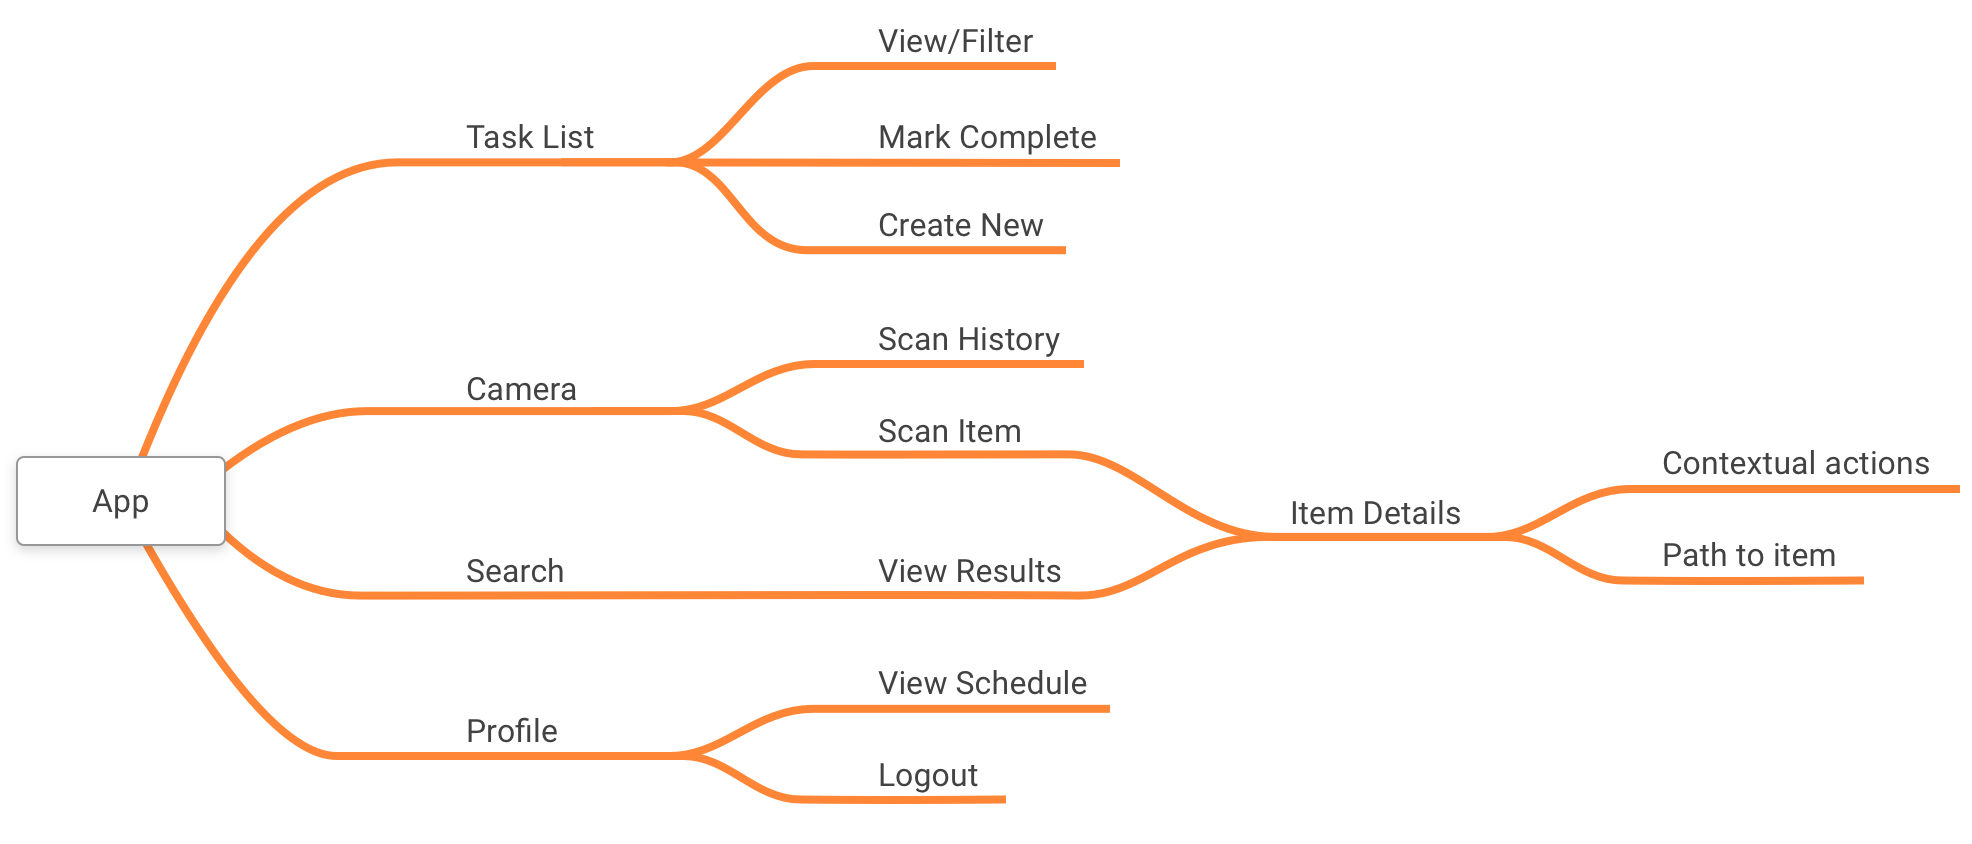 App
Task List
View/Filter
Mark Complete
Create New
Camera
Scan History
Scan Item
Search
View Results
Item Details
Contextual actions
Path to item
Profile
View Schedule
Logout